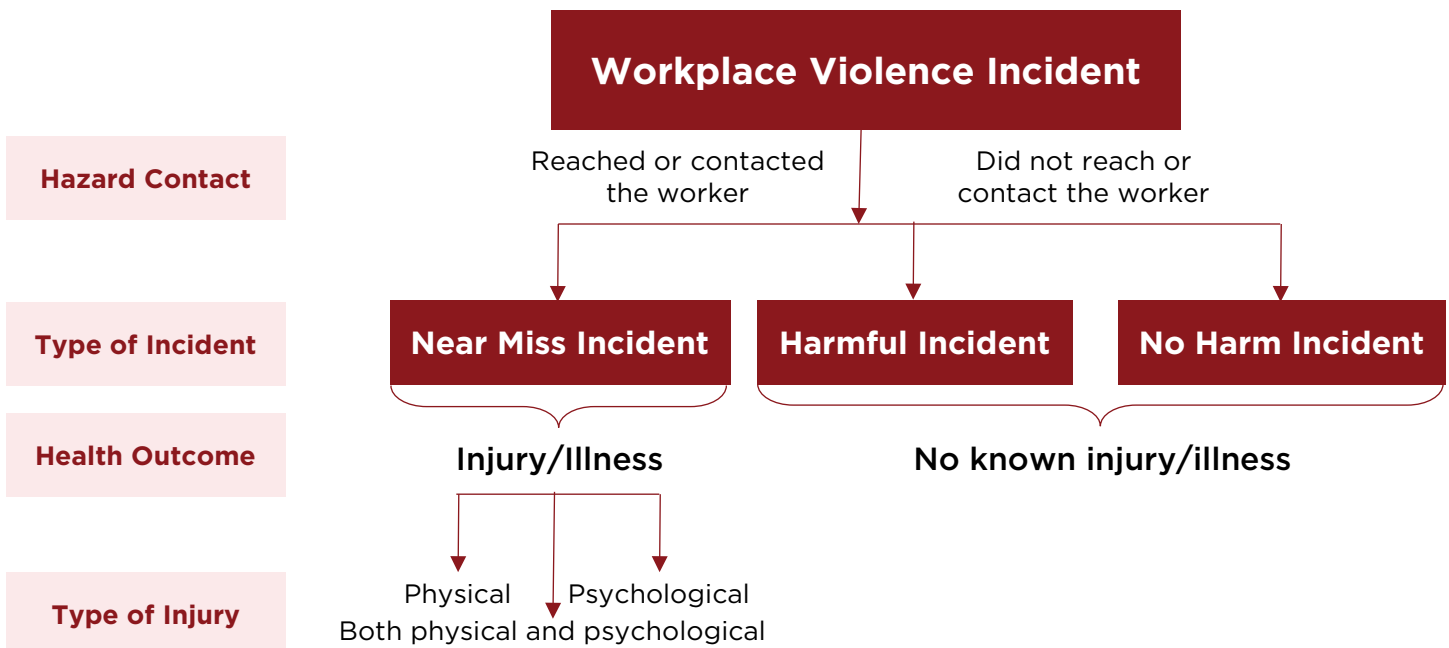 Workplace Violence Incident
Hazard Contact
Reached or contacted
the worker
Did not reach or
contact the worker
Type of Incident
Near Miss Incident
Harmful Incident
No Harm Incident
Health Outcome
Injury/Illness
No known injury/illness
Type of Injury
Physical
Psychological
Both physical and psychological